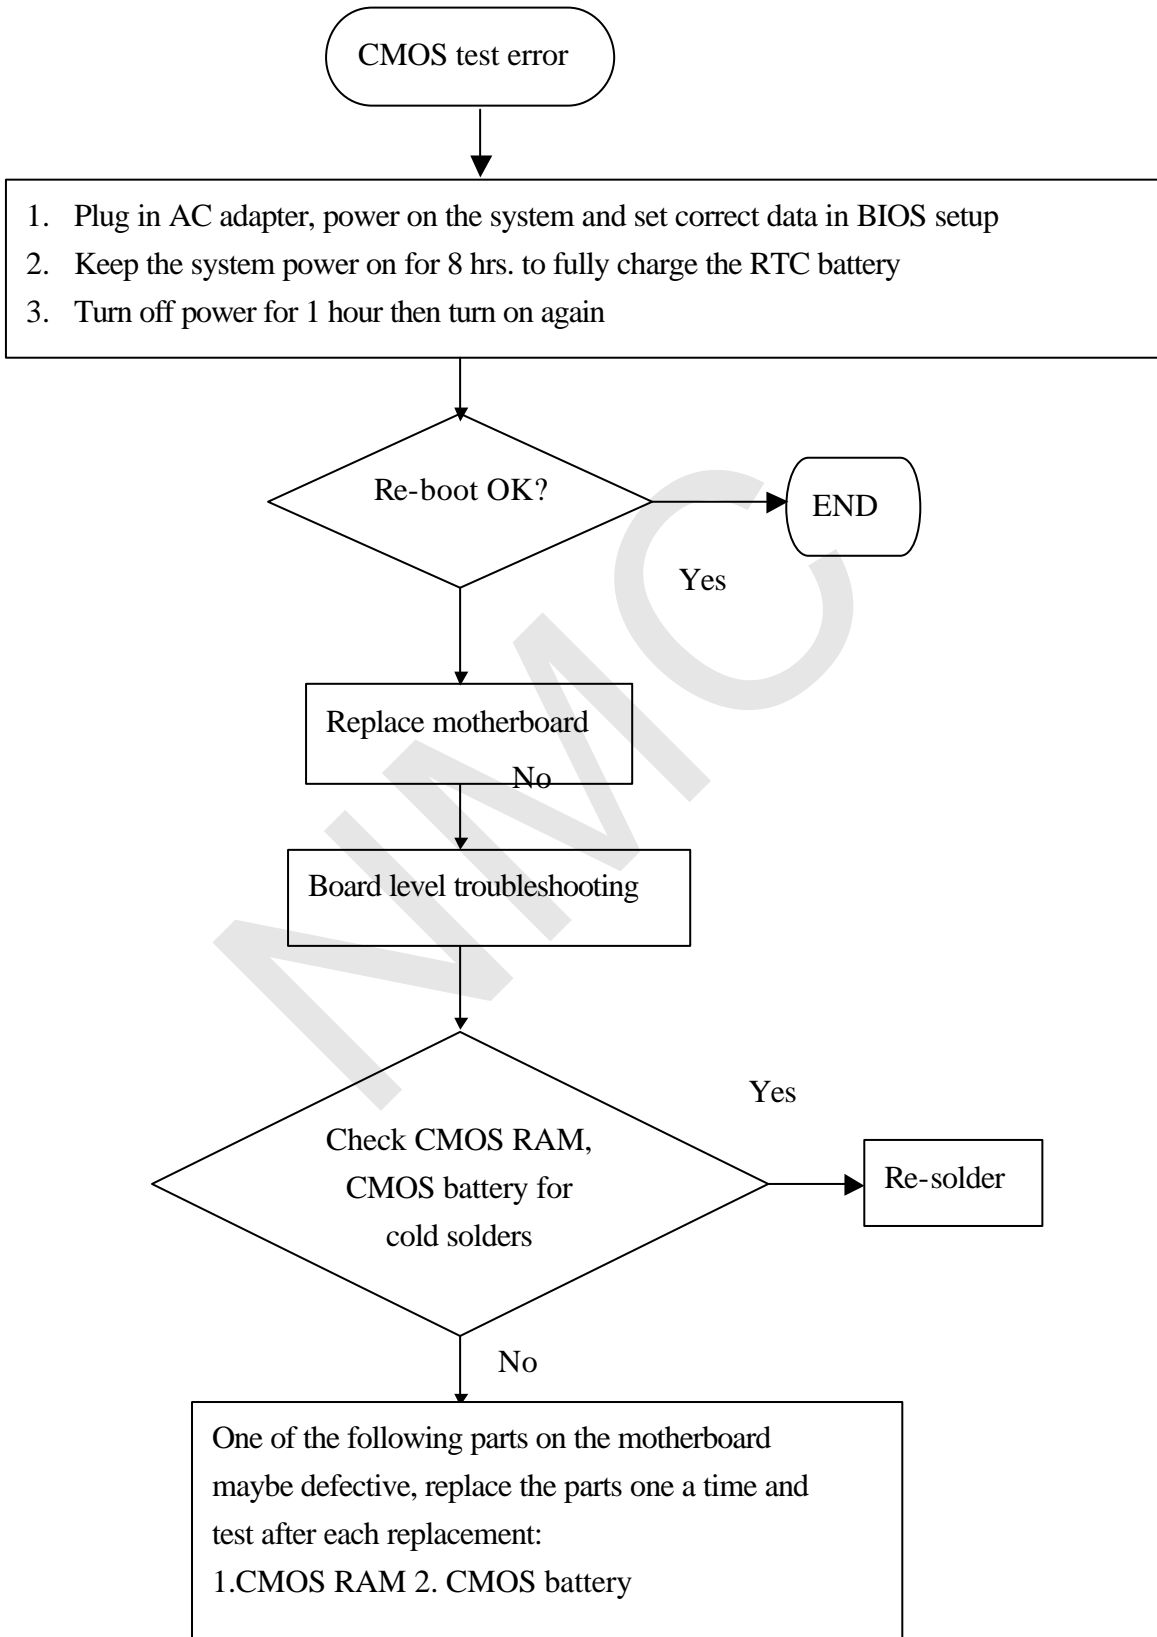 CMOS test error
1. Plug in AC adapter, power on the system and set correct data in BIOS setup
2. Keep the system power on for 8 hrs. to fully charge the RTC battery
3. Turn off power for 1 hour then turn on again
Re-boot OK?
END
Yes
Replace motherboard
No
Board level troubleshooting
Yes
Check CMOS RAM,
CMOS battery for
cold solders
Re-solder
No
One of the following parts on the motherboard
maybe defective, replace the parts one a time and
test after each replacement:
1.CMOS RAM 2. CMOS battery
NMC